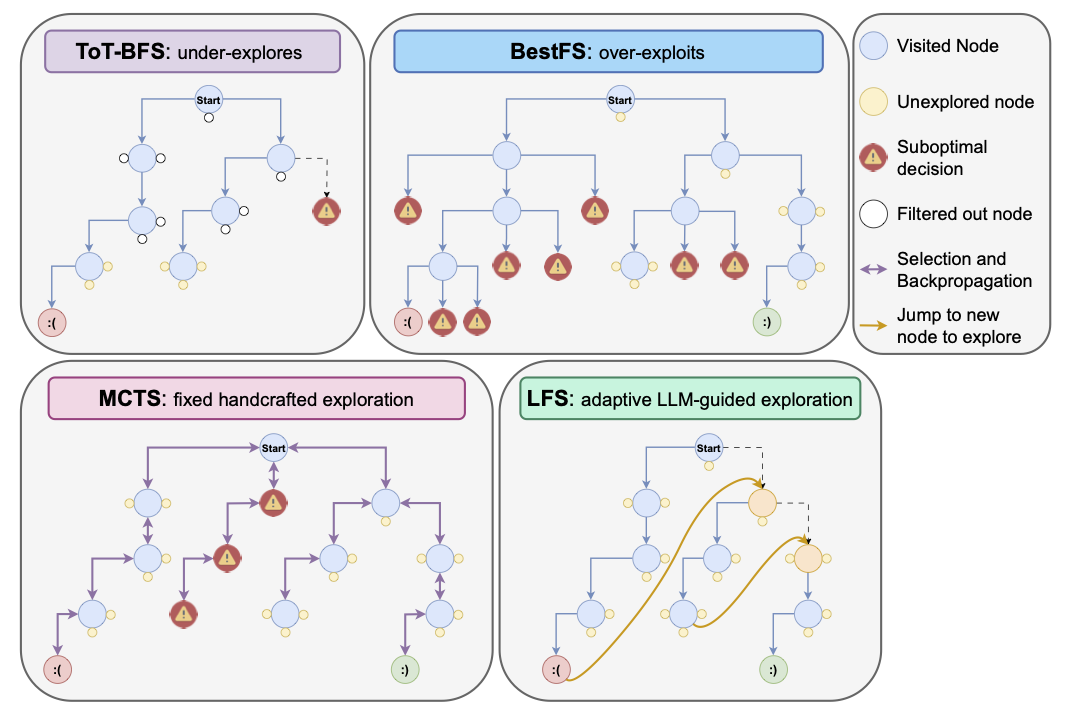 ToT-BFS: under-explores
Start
:(
BestFS: over-exploits
Start
:(
:)
Visited Node
Unexplored node
Suboptimal
decision
Filtered out node
Selection and
Backpropagation
Jump to new
node to explore
MCTS: fixed handcrafted exploration
Start
:(
:)
LFS: adaptive LLM-guided exploration
Start
:(
:)